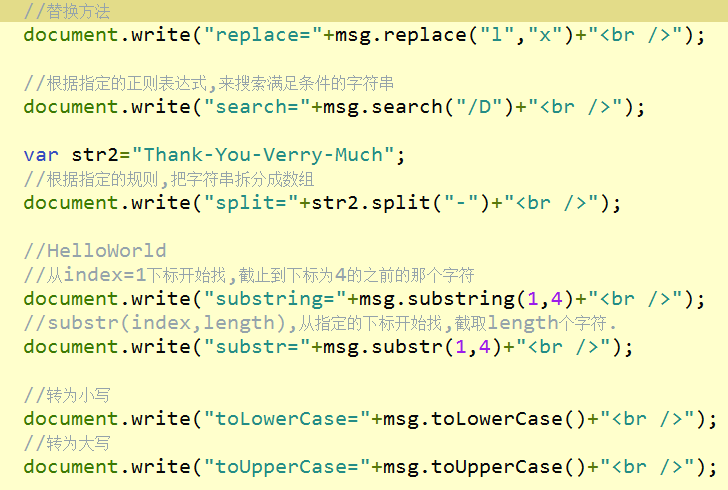 //替换方法
document.write("replace="+msg.replace("l","x")+"<br />");
//根据指定的正则表达式,来搜索满足条件的字符串
document.write("search="+msg.search("/D")+"<br />");
var str2="Thank-You-Verry-Much";
//根据指定的规则,把字符串拆分成数组
document.write("split="+str2.split("-")+"<br />");
//HelloWorld
//从index=1下标开始找,截止到下标为4的之前的那个字符
document.write("substring="+msg.substring(1,4)+"<br />");
//substr(index,length),从指定的下标开始找,截取length个字符.
document.write("substr="+msg.substr(1,4)+"<br />");
//转为小写
document.write("toLowerCase="+msg.toLowerCase()+"<br />");
//转为大写
document.write("toUpperCase="+msg.toUpperCase()+"<br />");